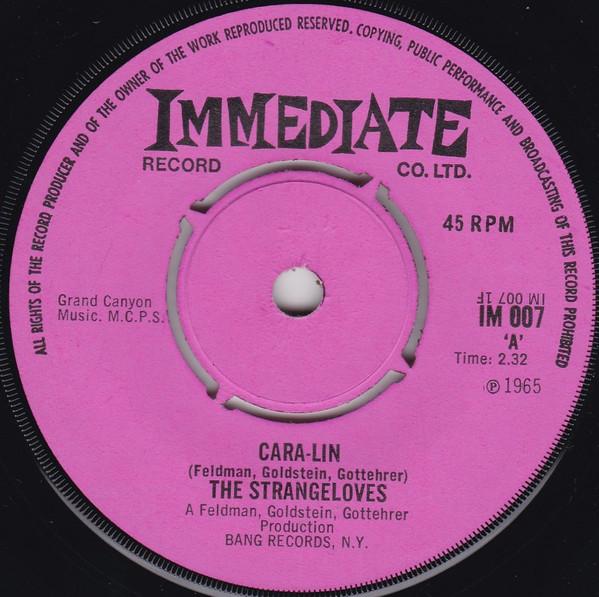 ALL RIGHTS OF THE RECORD PRODUCER AND OF THE OWNER OF THE WORK REPRODUCED RESERVED. COPYING, PUBLIC PERFORMANCE AND BROADCASTING OF THIS RECORD PROHIBITED
IMMEDIATE
RECORD CO. LTD.
45 RPM
Grand Canyon
Music. M.C.P.S.
IM 007 1F
IM 007
'A'
Time: 2.32
℗ 1965
CARA-LIN
(Feldman, Goldstein, Gottehrer)
THE STRANGELOVES
A Feldman, Goldstein, Gottehrer
Production
BANG RECORDS, N.Y.